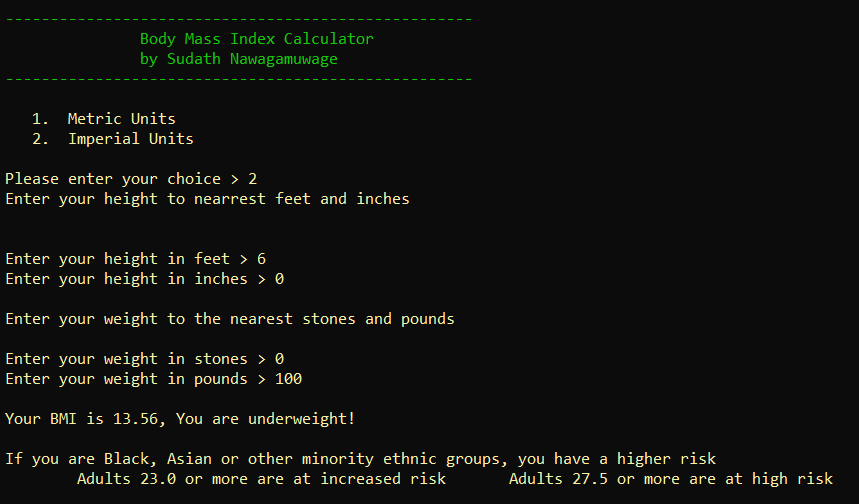 ----------------------------------------------------
Body Mass Index Calculator
by Sudath Nawagamuwage
----------------------------------------------------
1. Metric Units
2. Imperial Units
Please enter your choice > 2
Enter your height to nearrest feet and inches
Enter your height in feet > 6
Enter your height in inches > 0
Enter your weight to the nearest stones and pounds
Enter your weight in stones > 0
Enter your weight in pounds > 100
Your BMI is 13.56, You are underweight!
If you are Black, Asian or other minority ethnic groups, you have a higher risk
Adults 23.0 or more are at increased risk Adults 27.5 or more are at high risk